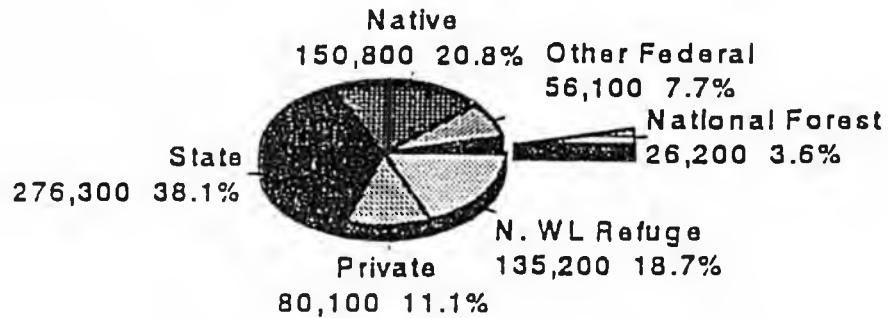 Native
150,800 20.8%
Other Federal
56,100 7.7%
National Forest
26,200 3.6%
State
276,300 38.1%
N. WL Refuge
135,200 18.7%
Private
80,100 11.1%